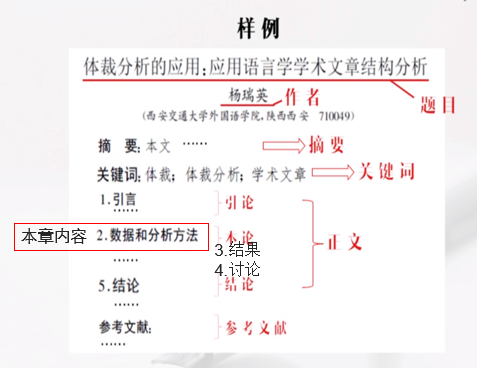 样例
体裁分析的应用：应用语言学学术文章结构分析
题目
杨瑞英 作者
(西安交通大学外国语学院，陕西西安 710049)
摘 要：本文 …… 摘要
关键词：体裁；体裁分析；学术文章 关键词
1.引言 引论
……
本章内容 2.数据和分析方法 本论 正文
3.结果
…… 4.讨论
5.结论 结论
……
参考文献： 参考文献
……